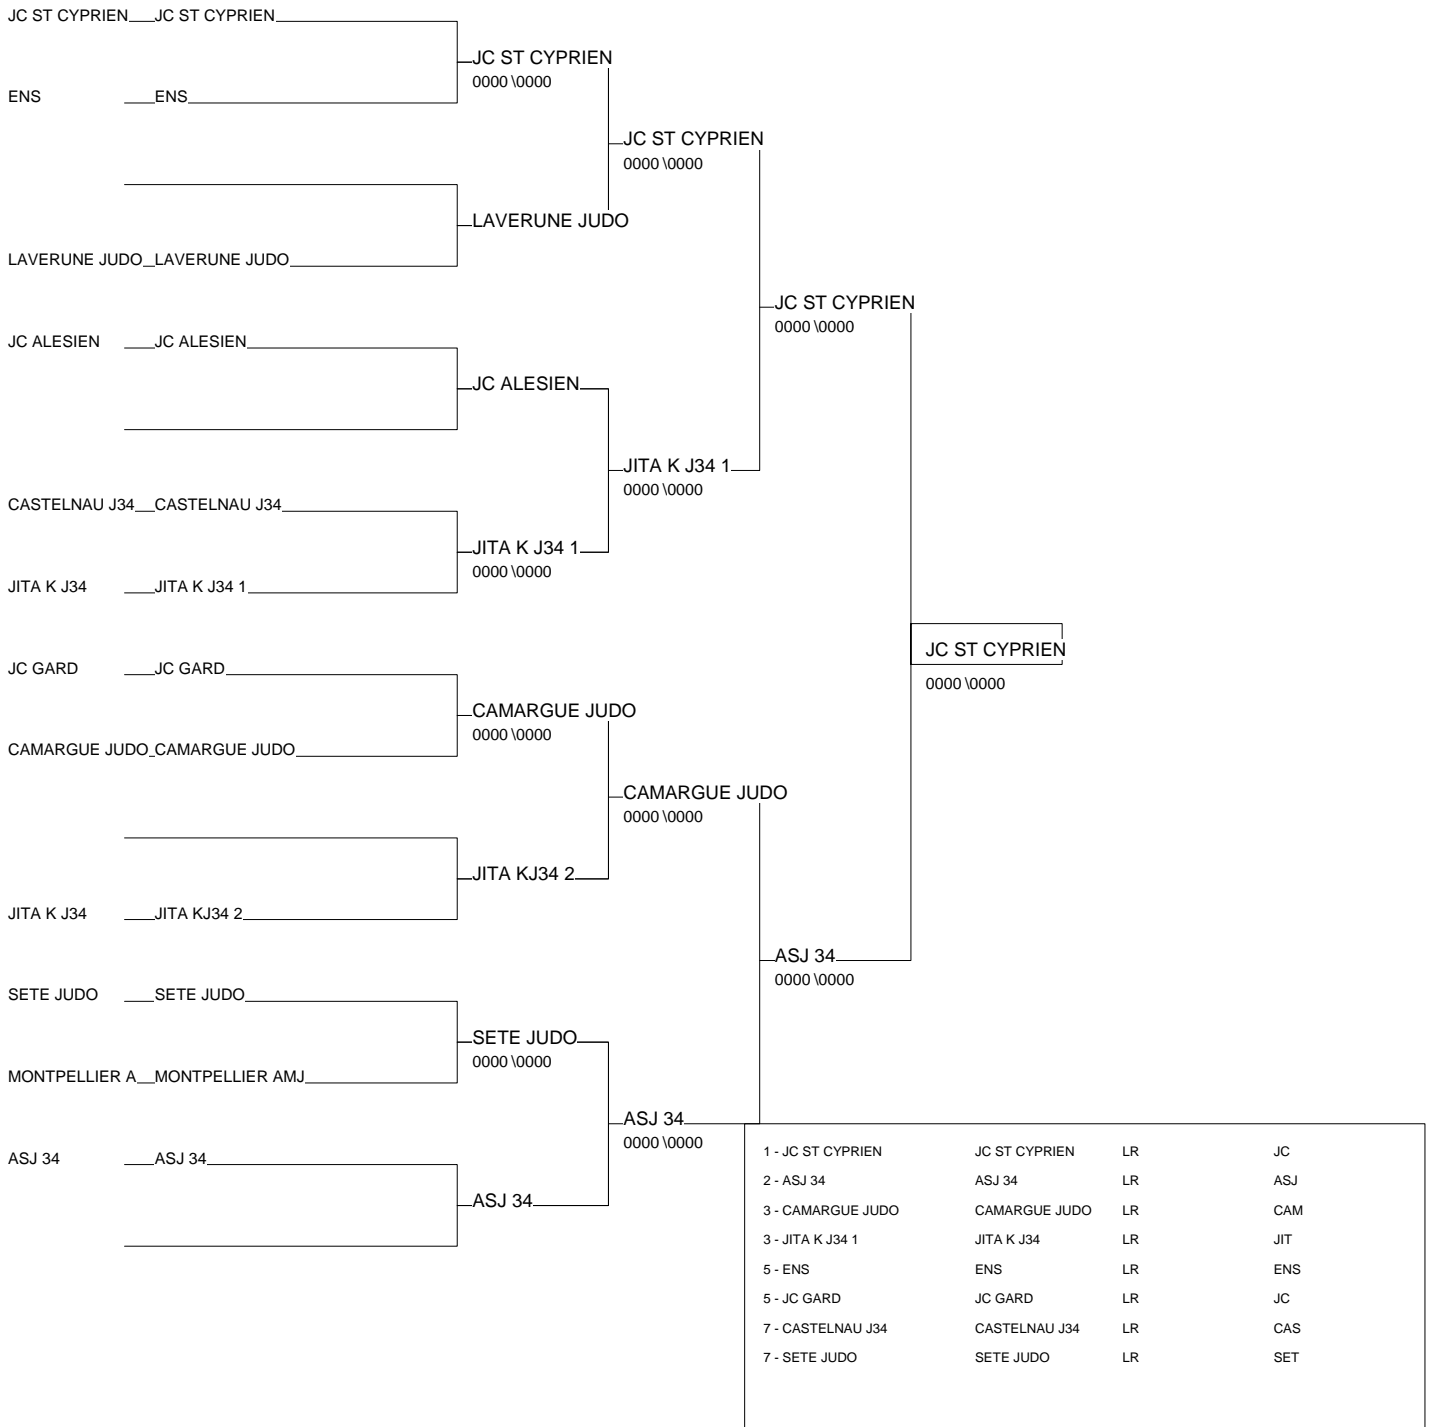 JC ST CYPRIEN JC ST CYPRIEN
JC ST CYPRIEN
0000 \0000
ENS ENS
JC ST CYPRIEN
0000 \0000
LAVERUNE JUDO
LAVERUNE JUDO LAVERUNE JUDO
JC ST CYPRIEN
0000 \0000
JC ALESIEN JC ALESIEN
JC ALESIEN
JITA K J34 1
0000 \0000
CASTELNAU J34 CASTELNAU J34
JITA K J34 1
0000 \0000
JITA K J34 JITA K J34 1
JC ST CYPRIEN
0000 \0000
JC GARD JC GARD
CAMARGUE JUDO
0000 \0000
CAMARGUE JUDO CAMARGUE JUDO
CAMARGUE JUDO
0000 \0000
JITA KJ34 2
JITA K J34 JITA KJ34 2
ASJ 34
0000 \0000
SETE JUDO SETE JUDO
SETE JUDO
0000 \0000
MONTPELLIER A MONTPELLIER AMJ
ASJ 34
0000 \0000
ASJ 34 ASJ 34
ASJ 34
1 - JC ST CYPRIEN JC ST CYPRIEN LR JC
2 - ASJ 34 ASJ 34 LR ASJ
3 - CAMARGUE JUDO CAMARGUE JUDO LR CAM
3 - JITA K J34 1 JITA K J34 LR JIT
5 - ENS ENS LR ENS
5 - JC GARD JC GARD LR JC
7 - CASTELNAU J34 CASTELNAU J34 LR CAS
7 - SETE JUDO SETE JUDO LR SET